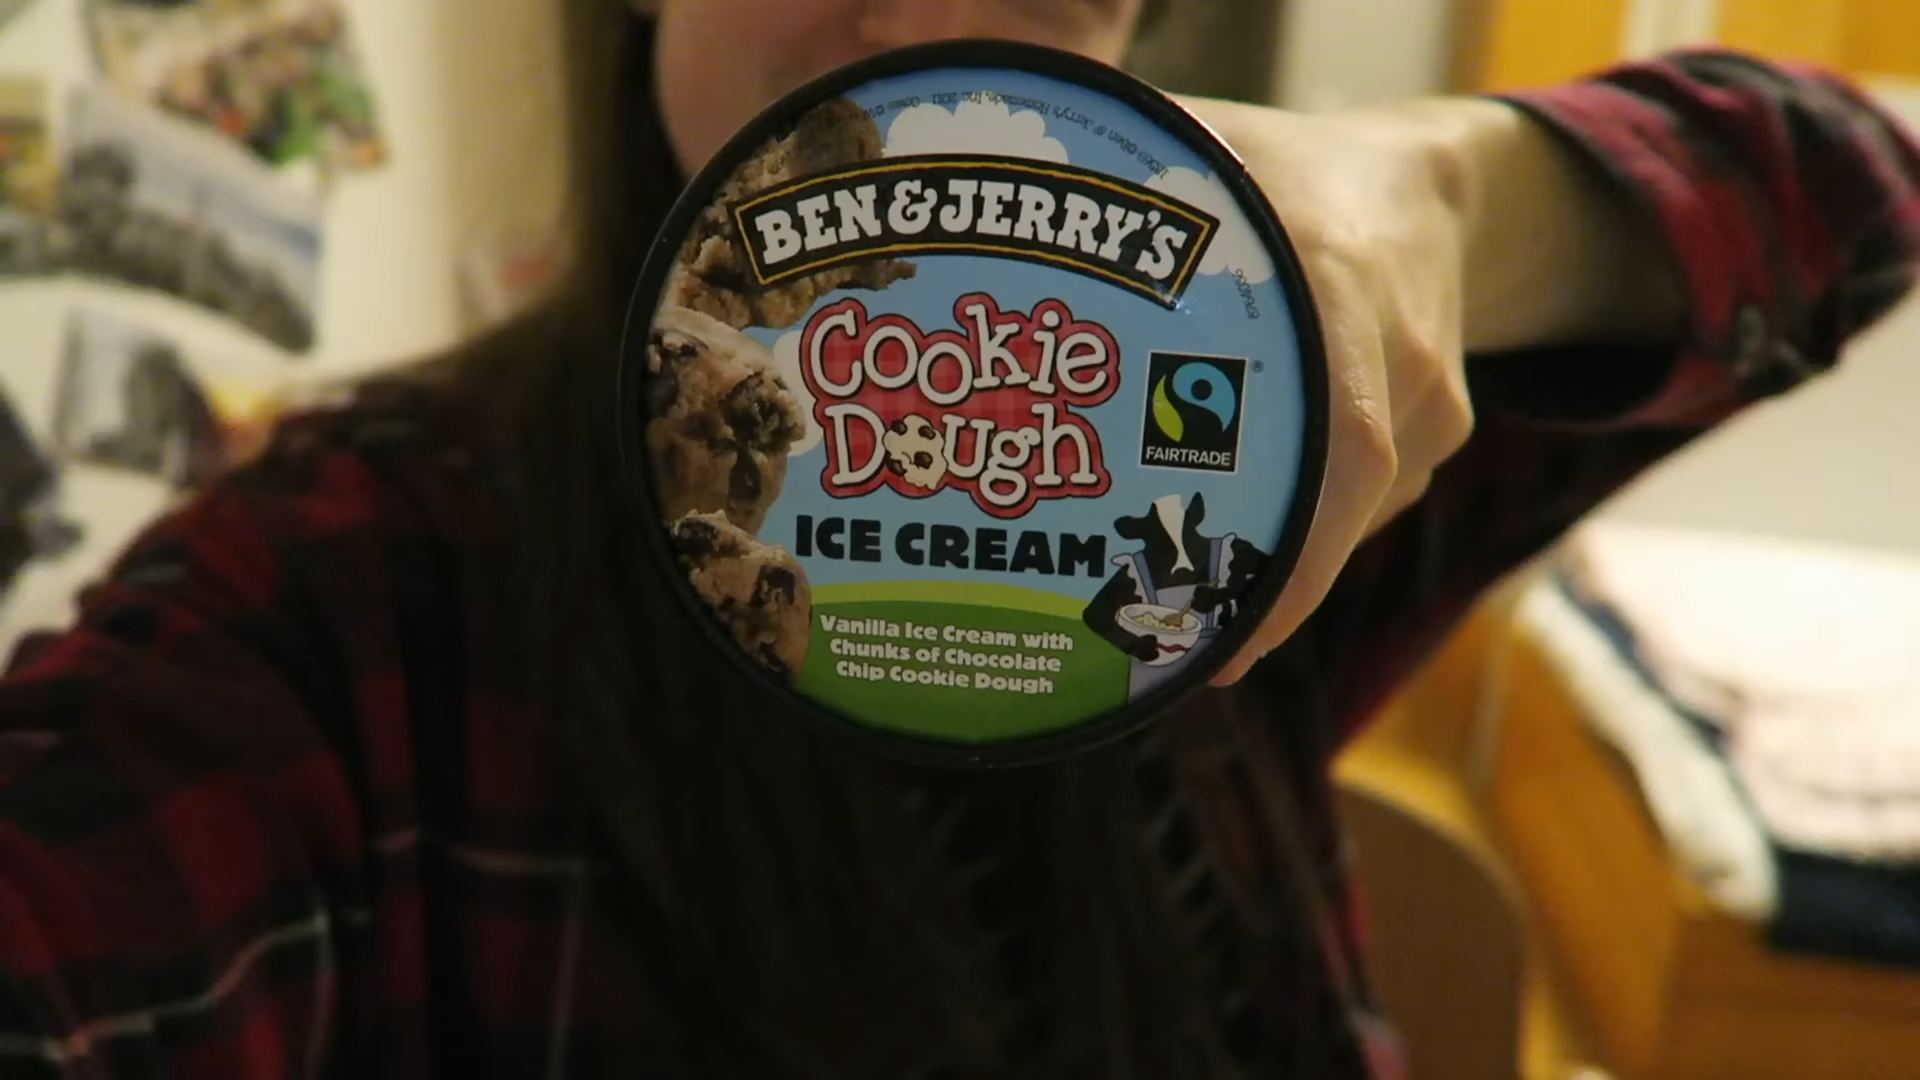 BEN & JERRY'S
Cookie
Dough
ICE CREAM
FAIRTRADE
®
Vanilla Ice Cream with
Chunks of Chocolate
Chip Cookie Dough